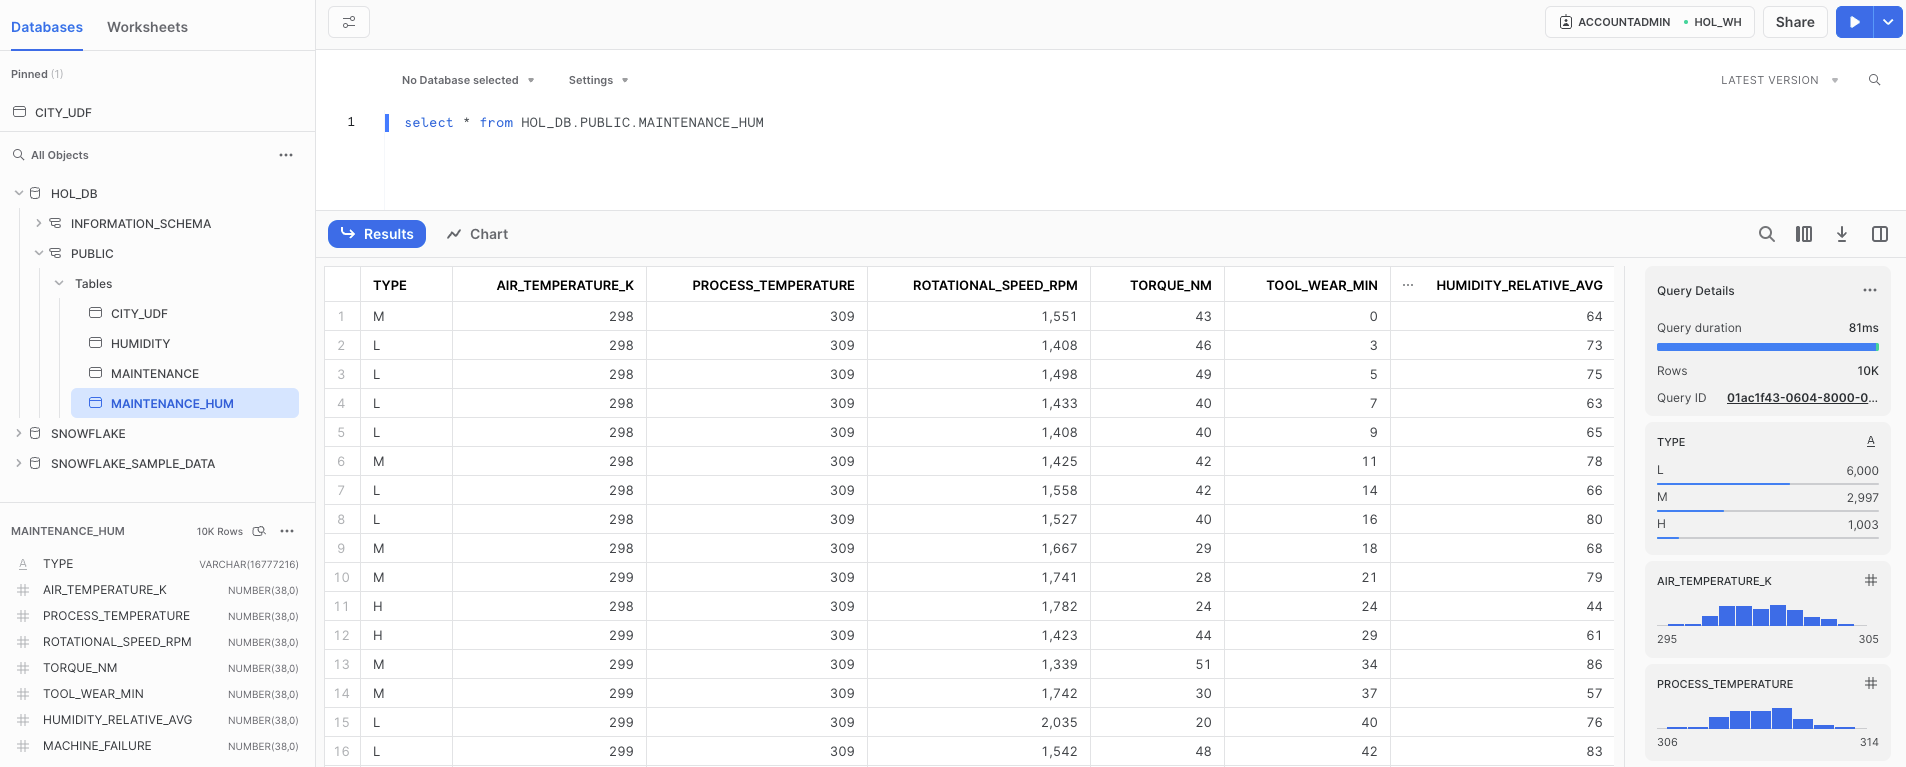 Databases Worksheets
Pinned (1)
CITY_UDF
All Objects ...
HOL_DB
INFORMATION_SCHEMA
PUBLIC
Tables
CITY_UDF
HUMIDITY
MAINTENANCE
MAINTENANCE_HUM
SNOWFLAKE
SNOWFLAKE_SAMPLE_DATA
MAINTENANCE_HUM 10K Rows ...
A TYPE VARCHAR(16777216)
# AIR_TEMPERATURE_K NUMBER(38,0)
# PROCESS_TEMPERATURE NUMBER(38,0)
# ROTATIONAL_SPEED_RPM NUMBER(38,0)
# TORQUE_NM NUMBER(38,0)
# TOOL_WEAR_MIN NUMBER(38,0)
# HUMIDITY_RELATIVE_AVG NUMBER(38,0)
# MACHINE_FAILURE NUMBER(38,0)
ACCOUNTADMIN • HOL_WH Share
No Database selected Settings LATEST VERSION
1 select * from HOL_DB.PUBLIC.MAINTENANCE_HUM
Results Chart
TYPE AIR_TEMPERATURE_K PROCESS_TEMPERATURE ROTATIONAL_SPEED_RPM TORQUE_NM TOOL_WEAR_MIN ... HUMIDITY_RELATIVE_AVG
1 M 298 309 1,551 43 0 64
2 L 298 309 1,408 46 3 73
3 L 298 309 1,498 49 5 75
4 L 298 309 1,433 40 7 63
5 L 298 309 1,408 40 9 65
6 M 298 309 1,425 42 11 78
7 L 298 309 1,558 42 14 66
8 L 298 309 1,527 40 16 80
9 M 298 309 1,667 29 18 68
10 M 299 309 1,741 28 21 79
11 H 298 309 1,782 24 24 44
12 H 299 309 1,423 44 29 61
13 M 299 309 1,339 51 34 86
14 M 299 309 1,742 30 37 57
15 L 299 309 2,035 20 40 76
16 L 299 309 1,542 48 42 83
Query Details ...
Query duration 81ms
Rows 10K
Query ID 01ac1f43-0604-8000-0...
TYPE A
L 6,000
M 2,997
H 1,003
AIR_TEMPERATURE_K #
295 305
PROCESS_TEMPERATURE #
306 314